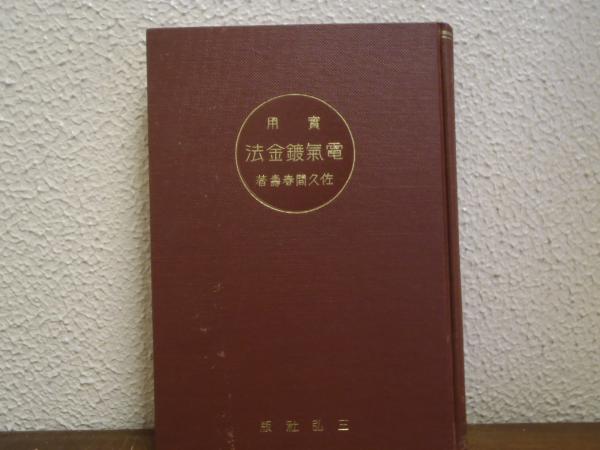 實用
電氣鍍金法
佐久間春壽著
三弘社版